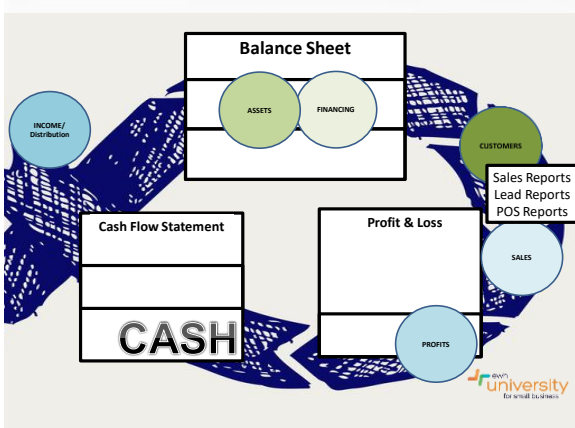 Balance Sheet
ASSETS
FINANCING
INCOME/
Distribution
CUSTOMERS
Sales Reports
Lead Reports
POS Reports
Cash Flow Statement
Profit & Loss
SALES
CASH
PROFITS
ewn
university
for small business